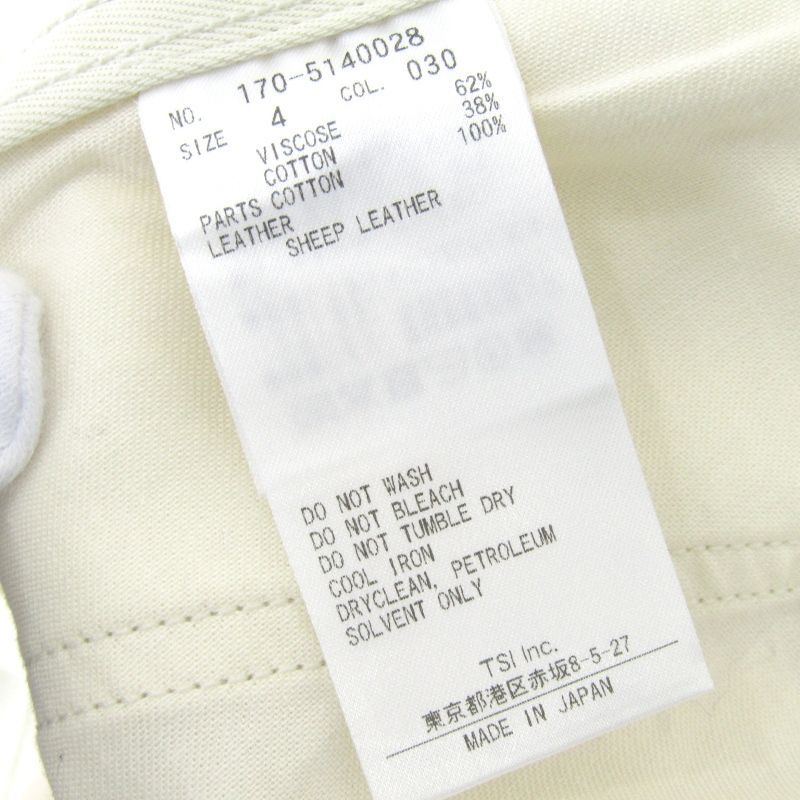 NO. 170-5140028
SIZE 4 COL. 030
VISCOSE 62%
COTTON 38%
PARTS COTTON 100%
LEATHER
SHEEP LEATHER
DO NOT WASH
DO NOT BLEACH
DO NOT TUMBLE DRY
COOL IRON
DRYCLEAN, PETROLEUM
SOLVENT ONLY
TSI Inc.
東京都港区赤坂8-5-27
MADE IN JAPAN